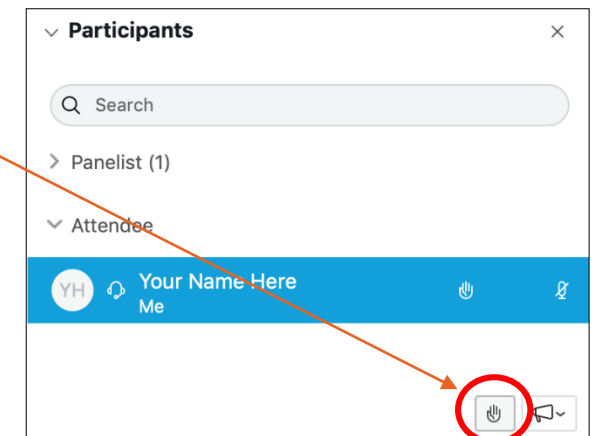 Participants
Search
Panelist (1)
Attendee
YH
Your Name Here
Me